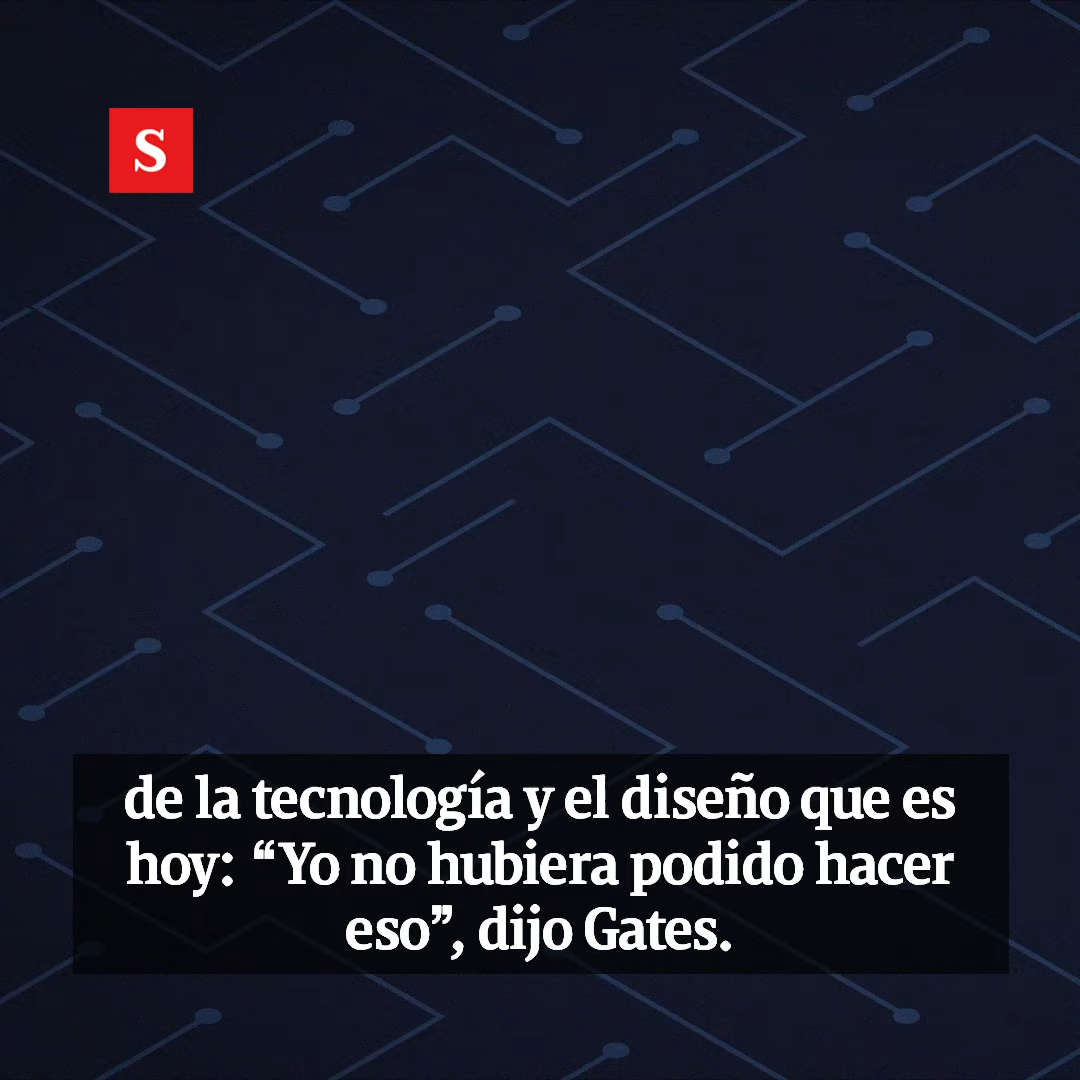 S
de la tecnología y el diseño que es
hoy: “Yo no hubiera podido hacer
eso”, dijo Gates.